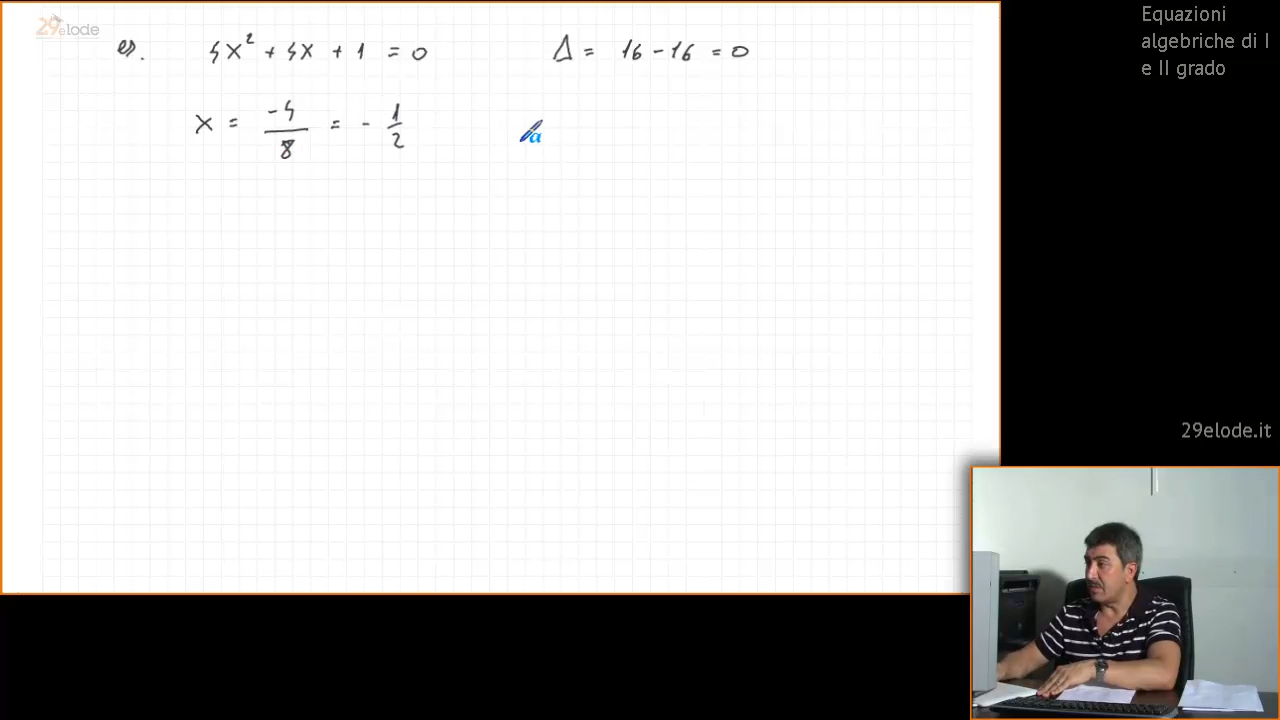 29elode
es. 4x² + 4x + 1 = 0 Δ = 16 - 16 = 0
x = -4/8 = - 1/2
a
Equazioni
algebriche di I
e II grado
29elode.it